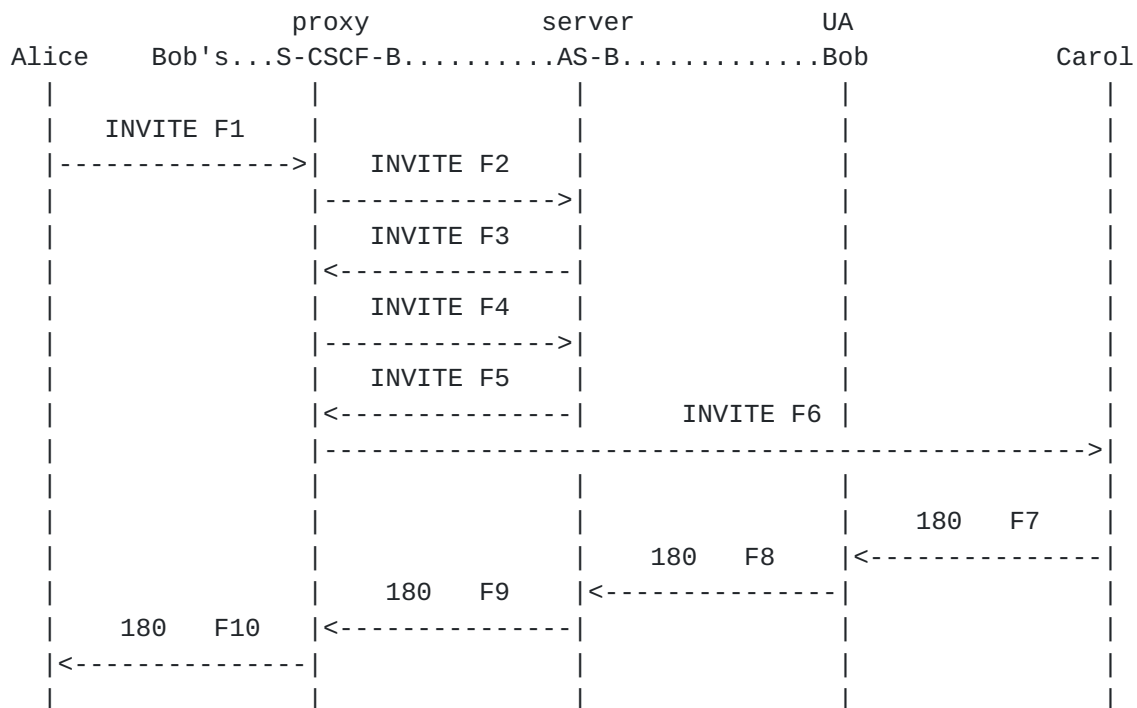 proxy server UA
Alice Bob's...S-CSCF-B..........AS-B.............Bob Carol
INVITE F1
INVITE F2
INVITE F3
INVITE F4
INVITE F5
INVITE F6
180 F7
180 F8
180 F9
180 F10